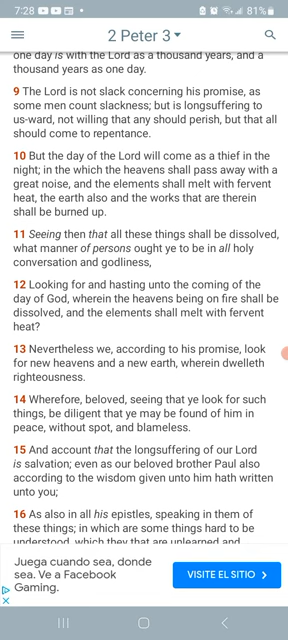 7:28
81%
2 Peter 3
one day is with the Lord as a thousand years, and a
thousand years as one day.
9 The Lord is not slack concerning his promise, as
some men count slackness; but is longsuffering to
us-ward, not willing that any should perish, but that all
should come to repentance.
10 But the day of the Lord will come as a thief in the
night; in the which the heavens shall pass away with a
great noise, and the elements shall melt with fervent
heat, the earth also and the works that are therein
shall be burned up.
11 Seeing then that all these things shall be dissolved,
what manner of persons ought ye to be in all holy
conversation and godliness,
12 Looking for and hasting unto the coming of the
day of God, wherein the heavens being on fire shall be
dissolved, and the elements shall melt with fervent
heat?
13 Nevertheless we, according to his promise, look
for new heavens and a new earth, wherein dwelleth
righteousness.
14 Wherefore, beloved, seeing that ye look for such
things, be diligent that ye may be found of him in
peace, without spot, and blameless.
15 And account that the longsuffering of our Lord
is salvation; even as our beloved brother Paul also
according to the wisdom given unto him hath written
unto you;
16 As also in all his epistles, speaking in them of
these things; in which are some things hard to be
understood, which they that are unlearned and
Juega cuando sea, donde
sea. Ve a Facebook
Gaming.
VISITE EL SITIO